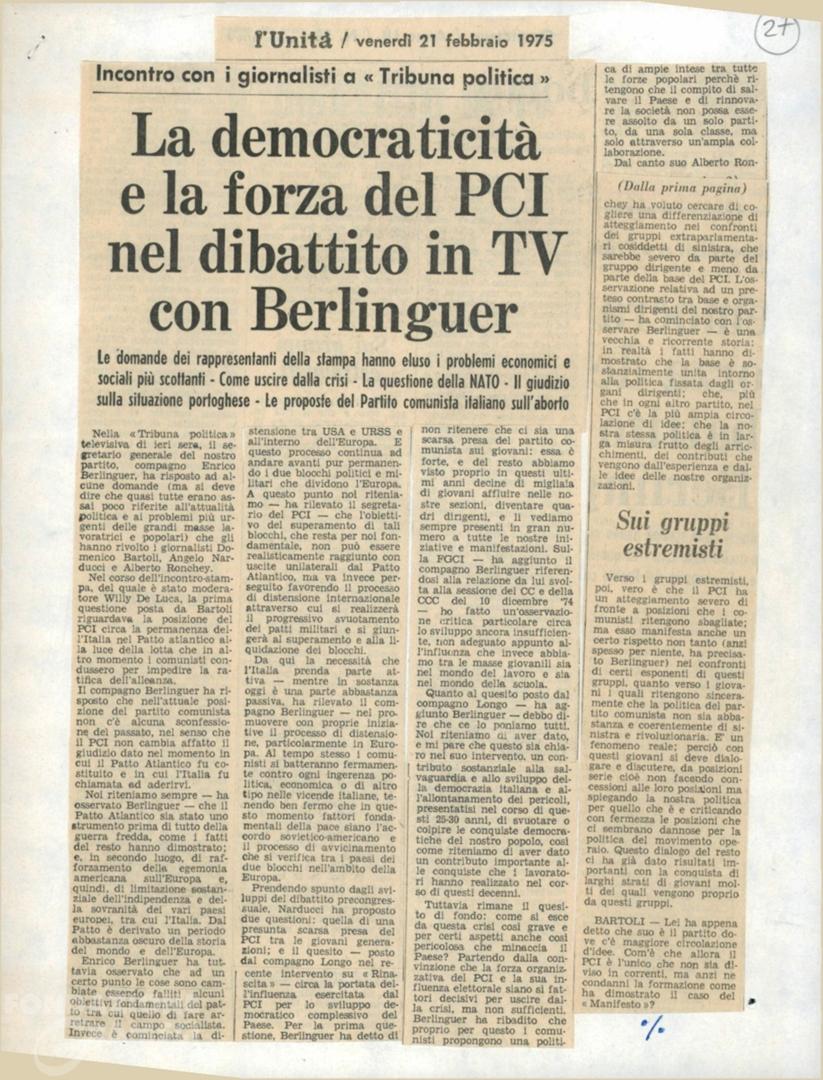 27
l'Unità / venerdì 21 febbraio 1975
Incontro con i giornalisti a « Tribuna politica »
La democraticità
e la forza del PCI
nel dibattito in TV
con Berlinguer
Le domande dei rappresentanti della stampa hanno eluso i problemi economici e
sociali più scottanti - Come uscire dalla crisi - La questione della NATO - Il giudizio
sulla situazione portoghese - Le proposte del Partito comunista italiano sull'aborto
Nella «Tribuna politica»
televisiva di ieri sera, il se-
gretario generale del nostro
partito, compagno Enrico
Berlinguer, ha risposto ad al-
cune domande (ma si deve
dire che quasi tutte erano as-
sai poco riferite all'attualità
politica e ai problemi più ur-
genti delle grandi masse la-
voratrici e popolari) che gli
hanno rivolto i giornalisti Do-
menico Bartoli, Angelo Nar-
ducci e Alberto Ronchey.
Nel corso dell'incontro-stam-
pa, del quale è stato modera-
tore Willy De Luca, la prima
questione posta da Bartoli
riguardava la posizione del
PCI circa la permanenza del-
l'Italia nel Patto atlantico al-
la luce della lotta che in al-
tro momento i comunisti con-
dussero per impedire la ra-
tifica dell'alleanza.
Il compagno Berlinguer ha ri-
sposto che nell'attuale posi-
zione del partito comunista
non c'è alcuna sconfessio-
ne del passato, nel senso che
il PCI non cambia affatto il
giudizio dato nel momento in
cui il Patto Atlantico fu co-
stituito e in cui l'Italia fu
chiamata ad aderirvi.
Noi riteniamo sempre — ha
osservato Berlinguer — che il
Patto Atlantico sia stato uno
strumento prima di tutto della
guerra fredda, come i fatti
del resto hanno dimostrato;
e, in secondo luogo, di raf-
forzamento della egemonia
americana sull'Europa e,
quindi, di limitazione sostan-
ziale dell'indipendenza e del-
la sovranità dei vari paesi
europei, tra cui l'Italia. Dal
Patto è derivato un periodo
abbastanza oscuro della storia
del mondo e dell'Europa.
Enrico Berlinguer ha tut-
tavia osservato che ad un
certo punto le cose sono cam-
biate essendo falliti alcuni
obiettivi fondamentali del pat-
to tra cui quello di fare ar-
retrare il campo socialista.
Invece è cominciata la di-
stensione tra USA e URSS e
all'interno dell'Europa. E
questo processo continua ad
andare avanti pur permanen-
do i due blocchi politici e mi-
litari che dividono l'Europa.
A questo punto noi riteniа-
mo — ha rilevato il segreta-
rio del PCI — che l'obietti-
vo del superamento di tali
blocchi, che resta per noi fon-
damentale, non può essere
realisticamente raggiunto con
uscite unilaterali dal Patto
Atlantico, ma va invece per-
seguito favorendo il processo
di distensione internazionale
attraverso cui si realizzerà
il progressivo svuotamento
dei patti militari e si giun-
gerà al superamento e alla li-
quidazione dei blocchi.
Da qui la necessità che
l'Italia prenda parte at-
tiva — mentre in sostanza
oggi è una parte abbastanza
passiva, ha rilevato il com-
pagno Berlinguer — nel pro-
muovere con proprie inizia-
tive il processo di distensio-
ne, particolarmente in Euro-
pa. Al tempo stesso i comu-
nisti si batteranno fermamen-
te contro ogni ingerenza po-
litica, economica o di altro
tipo nelle vicende italiane, te-
nendo ben fermo che in que-
sto momento fattori fonda-
mentali della pace siano l'ac-
cordo sovietico-americano e
il processo di avvicinamento
che si verifica tra i paesi dei
due blocchi nell'ambito della
Europa.
Prendendo spunto dagli svi-
luppi del dibattito precongres-
suale, Narducci ha proposto
due questioni: quella di una
presunta scarsa presa del
PCI tra le giovani genera-
zioni; e il quesito — posto
dal compagno Longo nel re-
cente intervento su «Rina-
scita» — circa la portata del-
l'influenza esercitata dal
PCI per lo sviluppo de-
mocratico complessivo del
Paese. Per la prima que-
stione, Berlinguer ha detto di
non ritenere che ci sia una
scarsa presa del partito co-
munista sui giovani: essa è
forte, e del resto abbiamo
visto proprio in questi ulti-
mi anni decine di migliaia
di giovani affluire nelle no-
stre sezioni, diventare qua-
dri dirigenti, e li vediamo
sempre presenti in gran nu-
mero a tutte le nostre ini-
ziative e manifestazioni. Sul-
la FGCI — ha aggiunto il
compagno Berlinguer riferen-
dosi alla relazione da lui svol-
ta alla sessione del CC e della
CCC del 10 dicembre '74
— ho fatto un'osservazio-
ne critica particolare circa
lo sviluppo ancora insufficien-
te, non adeguato appunto al-
l'influenza che invece abbia-
mo tra le masse giovanili sia
nel mondo del lavoro e sia
nel mondo della scuola.
Quanto al quesito posto dal
compagno Longo — ha ag-
giunto Berlinguer — debbo di-
re che ce lo poniamo tutti.
Noi riteniamo di aver dato,
e mi pare che questo sia chia-
ro nel suo intervento, un con-
tributo sostanziale alla sal-
vaguardia e allo sviluppo del-
la democrazia italiana e al-
l'allontanamento dei pericoli,
presentatisi nel corso di que-
sti 25-30 anni, di svuotare o
colpire le conquiste democra-
tiche del nostro popolo, così
come riteniamo di aver dato
un contributo importante al-
le conquiste che i lavorato-
ri hanno realizzato nel cor-
so di questi decenni.
Tuttavia rimane il quesi-
to di fondo: come si esce
da questa crisi così grave e
per certi aspetti anche così
pericolosa che minaccia il
Paese? Partendo dalla con-
vinzione che la forza organiz-
zativa del PCI e la sua in-
fluenza elettorale siano sì fat-
tori decisivi per uscire dal-
la crisi, ma non sufficienti,
Berlinguer ha ribadito che
proprio per questo i comu-
nisti propongono una politi-
ca di ampie intese tra tutte
le forze popolari perchè ri-
tengono che il compito di sal-
vare il Paese e di rinnova-
re la società non possa esse-
re assolto da un solo parti-
to, da una sola classe, ma
solo attraverso un'ampia col-
laborazione.
Dal canto suo Alberto Ron-
(Dalla prima pagina)
chey ha voluto cercare di co-
gliere una differenziazione di
atteggiamento nei confronti
dei gruppi extraparlamenta-
ri cosiddetti di sinistra, che
sarebbe severo da parte del
gruppo dirigente e meno da
parte della base del PCI. L'os-
servazione relativa ad un pre-
teso contrasto tra base e orga-
nismi dirigenti del nostro par-
tito — ha cominciato con l'os-
servare Berlinguer — è una
vecchia e ricorrente storia:
in realtà i fatti hanno di-
mostrato che la base è so-
stanzialmente unita intorno
alla politica fissata dagli or-
gani dirigenti; che, più
che in ogni altro partito, nel
PCI c'è la più ampia circo-
lazione di idee; che la no-
stra stessa politica è in lar-
ga misura frutto degli arric-
chimenti, dei contributi che
vengono dall'esperienza e dal-
le idee delle nostre organiz-
zazioni.
Sui gruppi
estremisti
Verso i gruppi estremisti,
poi, vero è che il PCI ha
un atteggiamento severo di
fronte a posizioni che i co-
munisti ritengono sbagliate;
ma esso manifesta anche un
certo rispetto non tanto (anzi
spesso per niente, ha precisa-
to Berlinguer) nei confronti
di certi esponenti di questi
gruppi, quanto verso i giova-
ni i quali ritengono sincera-
mente che la politica del par-
tito comunista non sia abba-
stanza e coerentemente di si-
nistra e rivoluzionaria. E' un
fenomeno reale; perciò con
questi giovani si deve dialo-
gare e discutere, da posizioni
serie cioè non facendo con-
cessioni alle loro posizioni ma
spiegando la nostra politica
per quello che è e criticando
con fermezza le posizioni che
ci sembrano dannose per la
politica del movimento ope-
raio. Questo dialogo del resto
ci ha già dato risultati im-
portanti con la conquista di
larghi strati di giovani mol-
ti dei quali vengono proprio
da questi gruppi.
BARTOLI — Lei ha appena
detto che suo è il partito do-
ve c'è maggiore circolazione
d'idee. Com'è che allora il
PCI è l'unico che non sia di-
viso in correnti, ma anzi ne
condanni la formazione come
ha dimostrato il caso del
«Manifesto»?
%